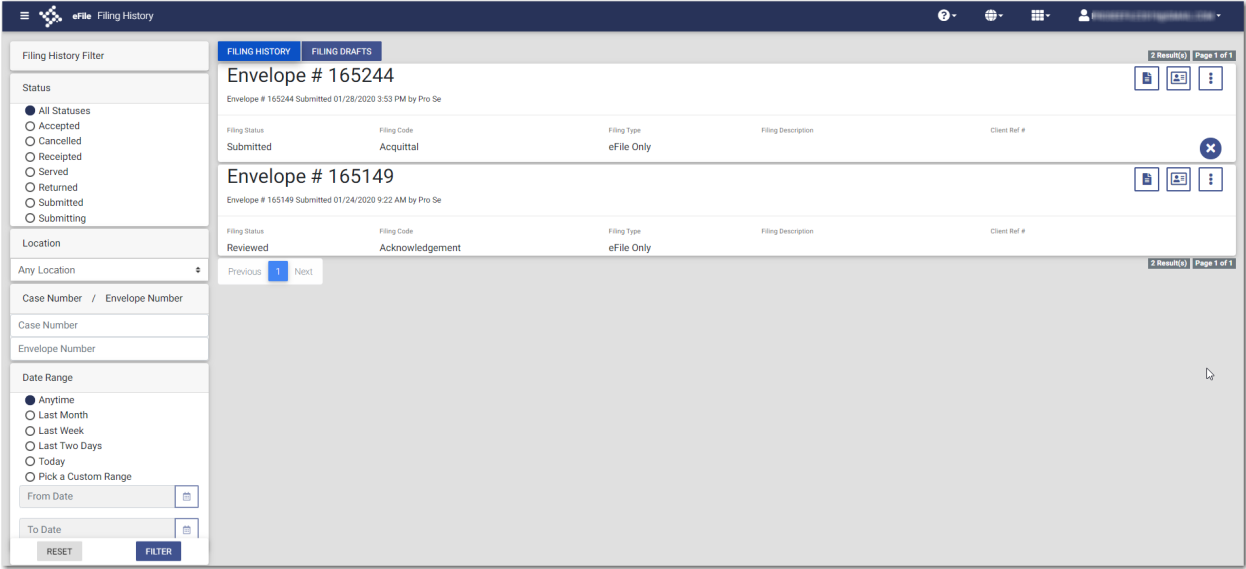 eFile Filing History
Filing History Filter
Status
All Statuses
Accepted
Cancelled
Receipted
Served
Returned
Submitted
Submitting
Location
Any Location
Case Number / Envelope Number
Case Number
Envelope Number
Date Range
Anytime
Last Month
Last Week
Last Two Days
Today
Pick a Custom Range
From Date
To Date
RESET FILTER
FILING HISTORY FILING DRAFTS
2 Result(s) Page 1 of 1
Envelope # 165244
Envelope # 165244 Submitted 01/28/2020 3:53 PM by Pro Se
Filing Status Filing Code Filing Type Filing Description Client Ref #
Submitted Acquittal eFile Only
Envelope # 165149
Envelope # 165149 Submitted 01/24/2020 9:22 AM by Pro Se
Filing Status Filing Code Filing Type Filing Description Client Ref #
Reviewed Acknowledgement eFile Only
2 Result(s) Page 1 of 1
Previous 1 Next